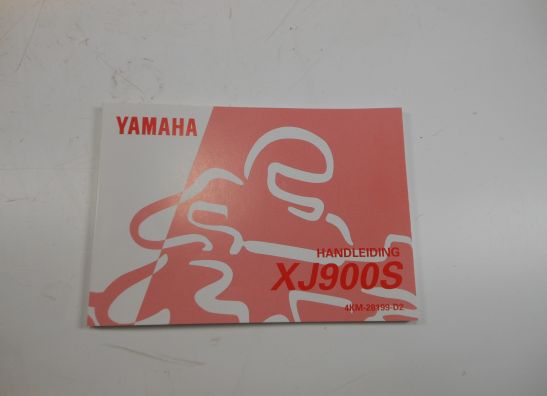 YAMAHA
HANDLEIDING
XJ900S
4KM-28199-D2